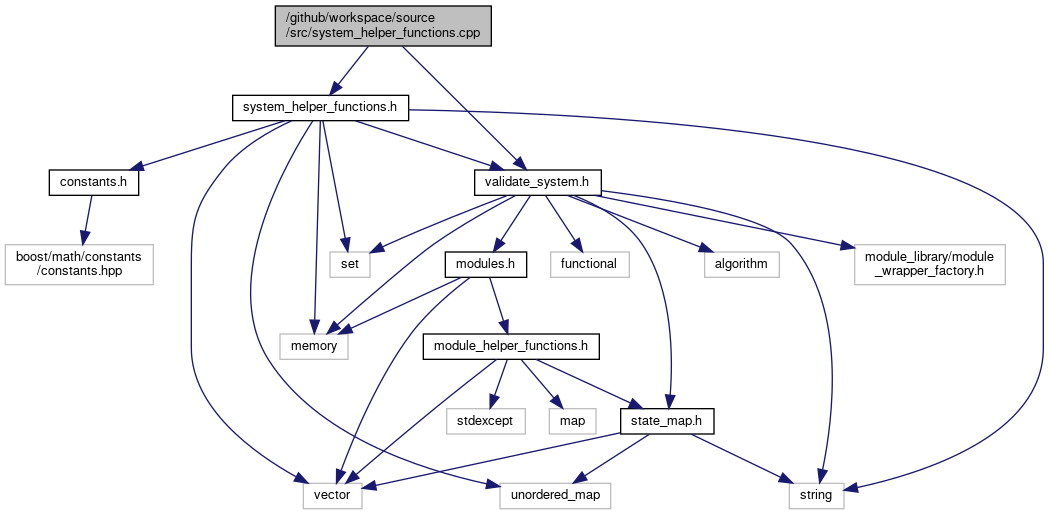 /github/workspace/source
/src/system_helper_functions.cpp
system_helper_functions.h
constants.h
validate_system.h
boost/math/constants
/constants.hpp
set
modules.h
functional
algorithm
module_library/module
_wrapper_factory.h
memory
module_helper_functions.h
stdexcept
map
state_map.h
vector
unordered_map
string